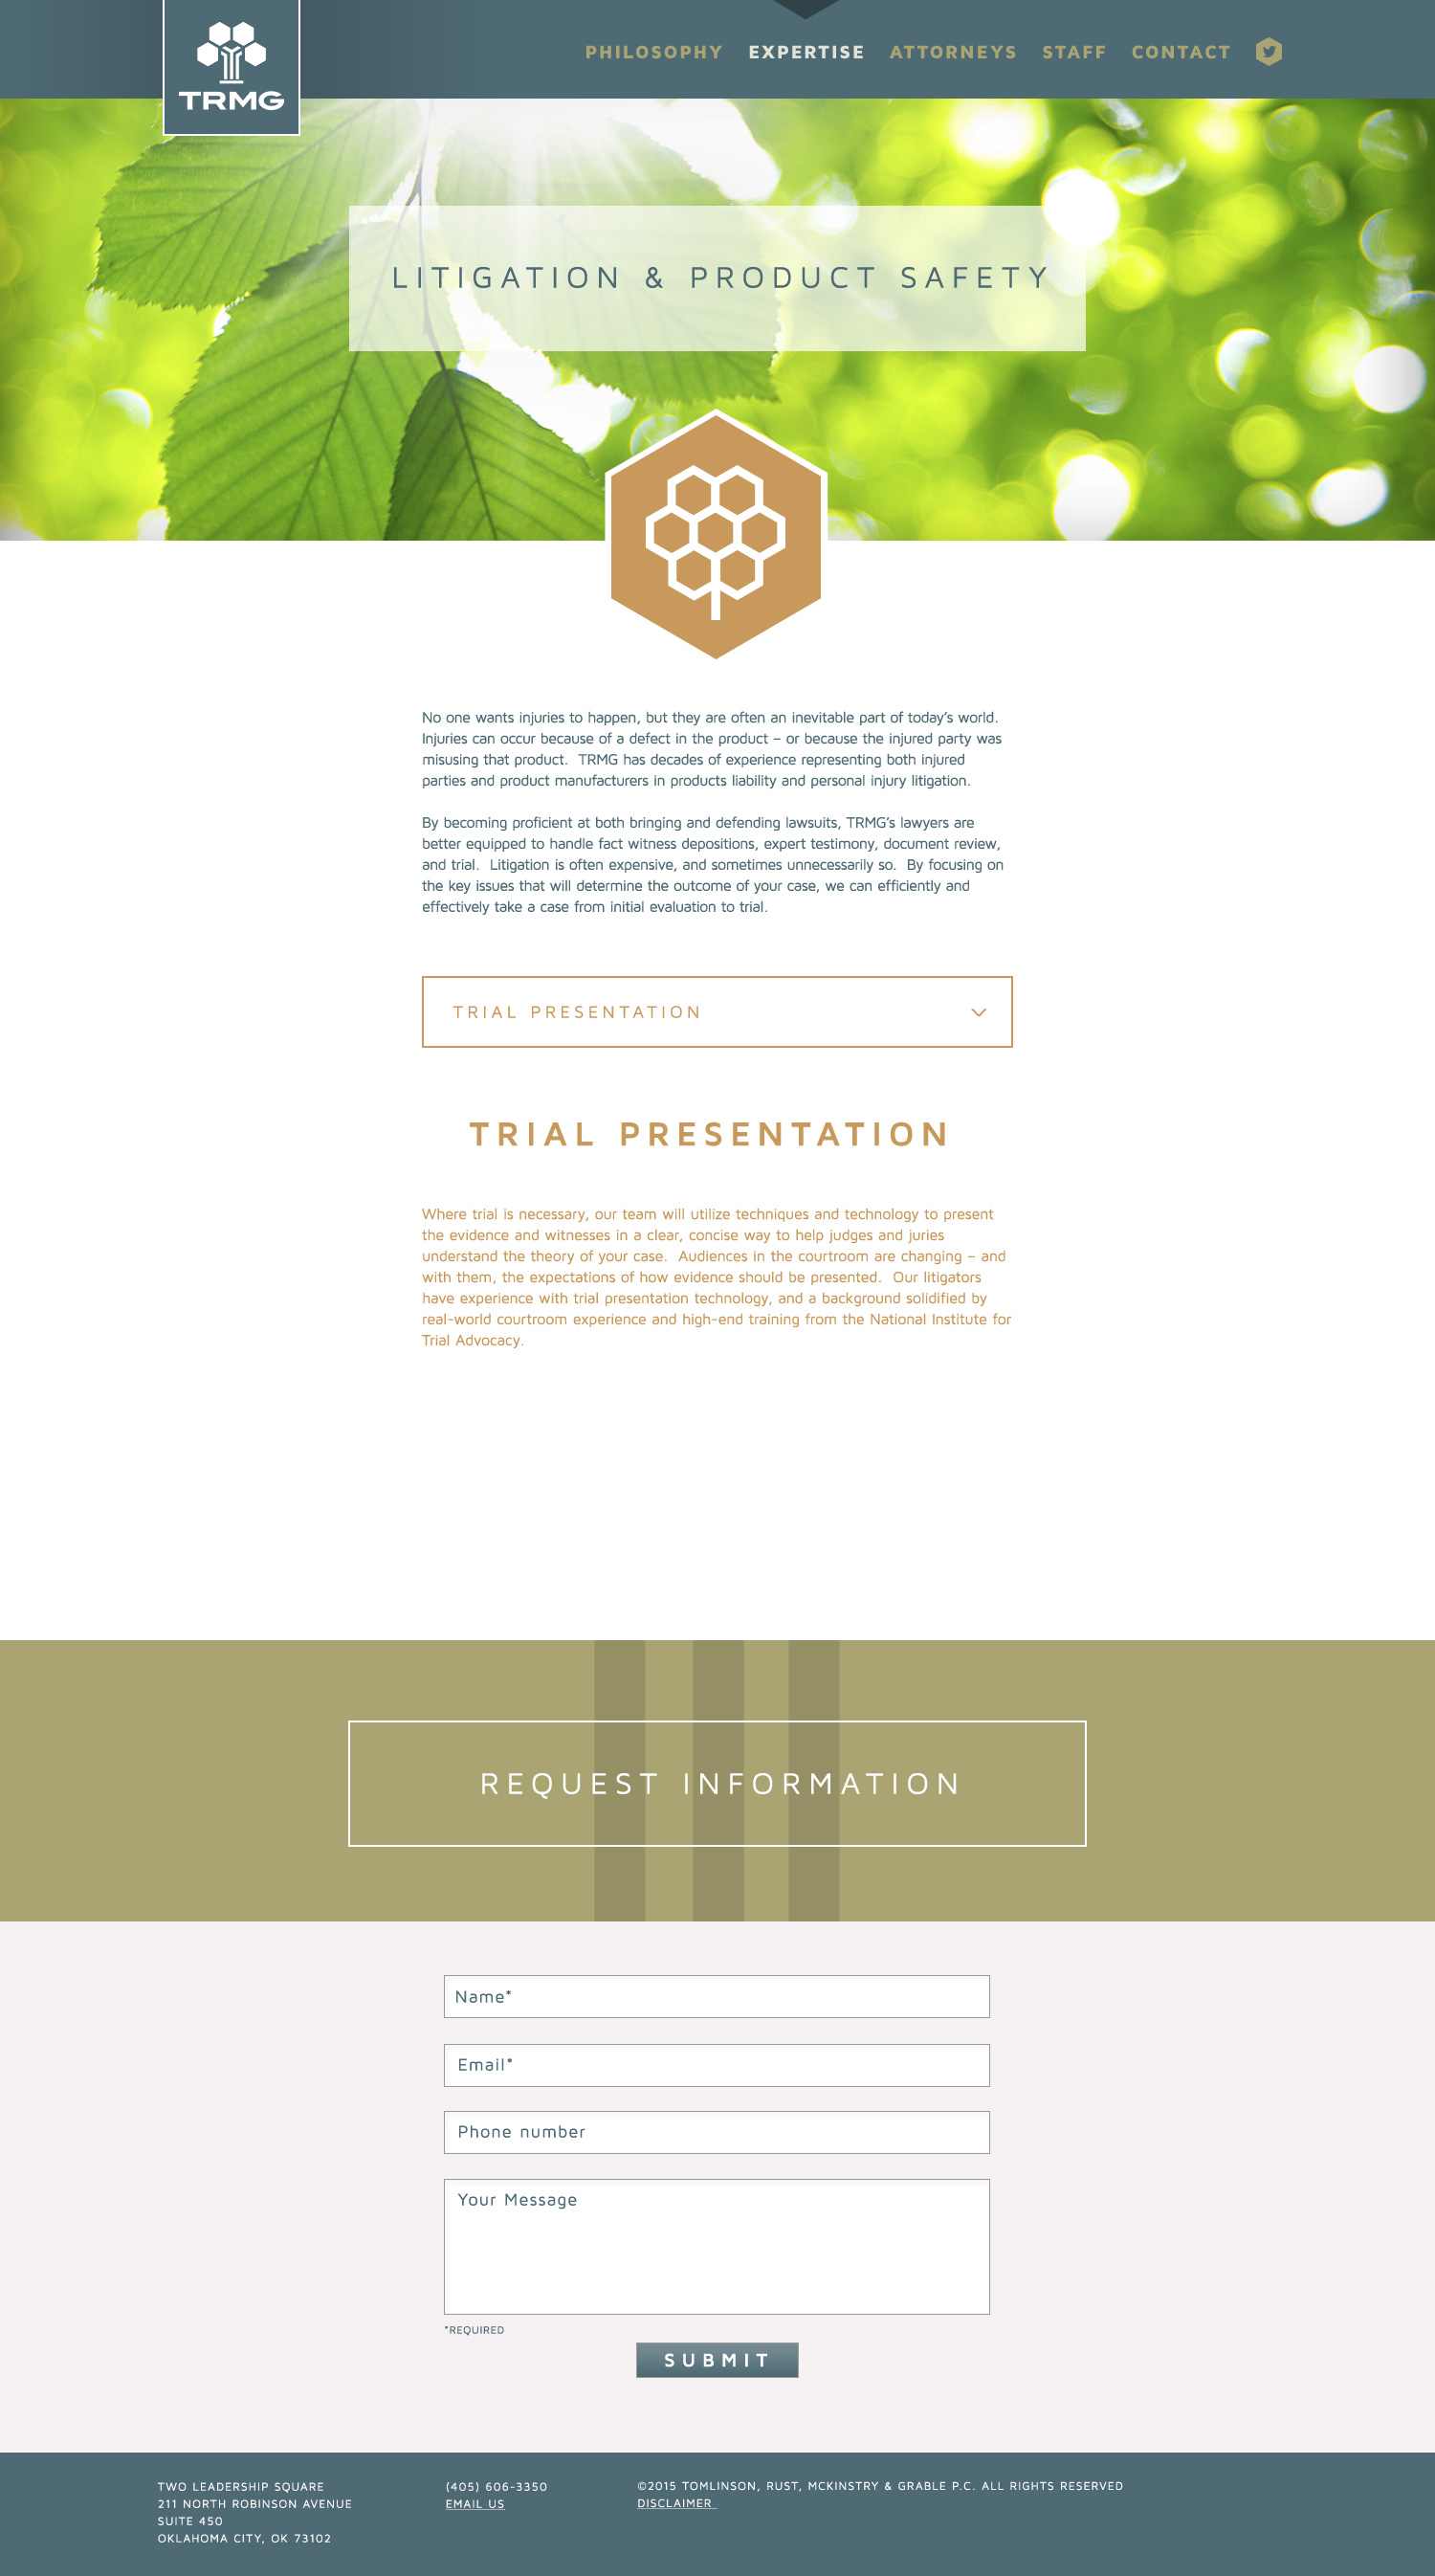 TRMG
PHILOSOPHY EXPERTISE ATTORNEYS STAFF CONTACT
LITIGATION & PRODUCT SAFETY
No one wants injuries to happen, but they are often an inevitable part of today’s world.
Injuries can occur because of a defect in the product – or because the injured party was
misusing that product.  TRMG has decades of experience representing both injured
parties and product manufacturers in products liability and personal injury litigation.
By becoming proficient at both bringing and defending lawsuits, TRMG’s lawyers are
better equipped to handle fact witness depositions, expert testimony, document review,
and trial.  Litigation is often expensive, and sometimes unnecessarily so.  By focusing on
the key issues that will determine the outcome of your case, we can efficiently and
effectively take a case from initial evaluation to trial.
TRIAL PRESENTATION
TRIAL PRESENTATION
Where trial is necessary, our team will utilize techniques and technology to present
the evidence and witnesses in a clear, concise way to help judges and juries
understand the theory of your case.  Audiences in the courtroom are changing – and
with them, the expectations of how evidence should be presented.  Our litigators
have experience with trial presentation technology, and a background solidified by
real-world courtroom experience and high-end training from the National Institute for
Trial Advocacy.
REQUEST INFORMATION
Name*
Email*
Phone number
Your Message
*REQUIRED
SUBMIT
TWO LEADERSHIP SQUARE
211 NORTH ROBINSON AVENUE
SUITE 450
OKLAHOMA CITY, OK 73102
(405) 606-3350
EMAIL US
©2015 TOMLINSON, RUST, MCKINSTRY & GRABLE P.C. ALL RIGHTS RESERVED
DISCLAIMER